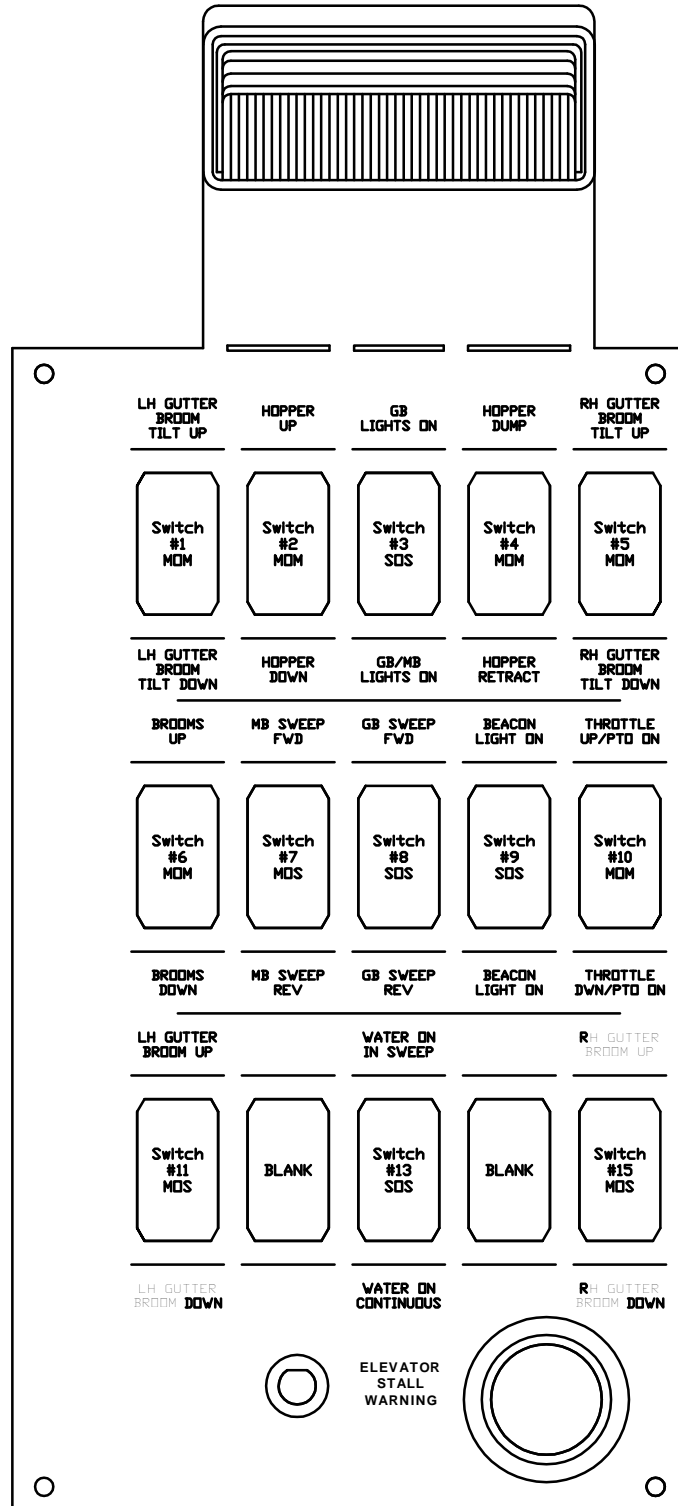 LH GUTTER
BROOM
TILT UP
HOPPER
UP
GB
LIGHTS ON
HOPPER
DUMP
RH GUTTER
BROOM
TILT UP
Switch
#1
MOM
Switch
#2
MOM
Switch
#3
SOS
Switch
#4
MOM
Switch
#5
MOM
LH GUTTER
BROOM
TILT DOWN
HOPPER
DOWN
GB/MB
LIGHTS ON
HOPPER
RETRACT
RH GUTTER
BROOM
TILT DOWN
BROOMS
UP
MB SWEEP
FWD
GB SWEEP
FWD
BEACON
LIGHT ON
THROTTLE
UP/PTO ON
Switch
#6
MOM
Switch
#7
MOS
Switch
#8
SOS
Switch
#9
SOS
Switch
#10
MOM
BROOMS
DOWN
MB SWEEP
REV
GB SWEEP
REV
BEACON
LIGHT ON
THROTTLE
DWN/PTO ON
LH GUTTER
BROOM UP
WATER ON
IN SWEEP
RH GUTTER
BROOM UP
Switch
#11
MOS
BLANK
Switch
#13
SOS
BLANK
Switch
#15
MOS
LH GUTTER
BROOM DOWN
WATER ON
CONTINUOUS
RH GUTTER
BROOM DOWN
ELEVATOR
STALL
WARNING